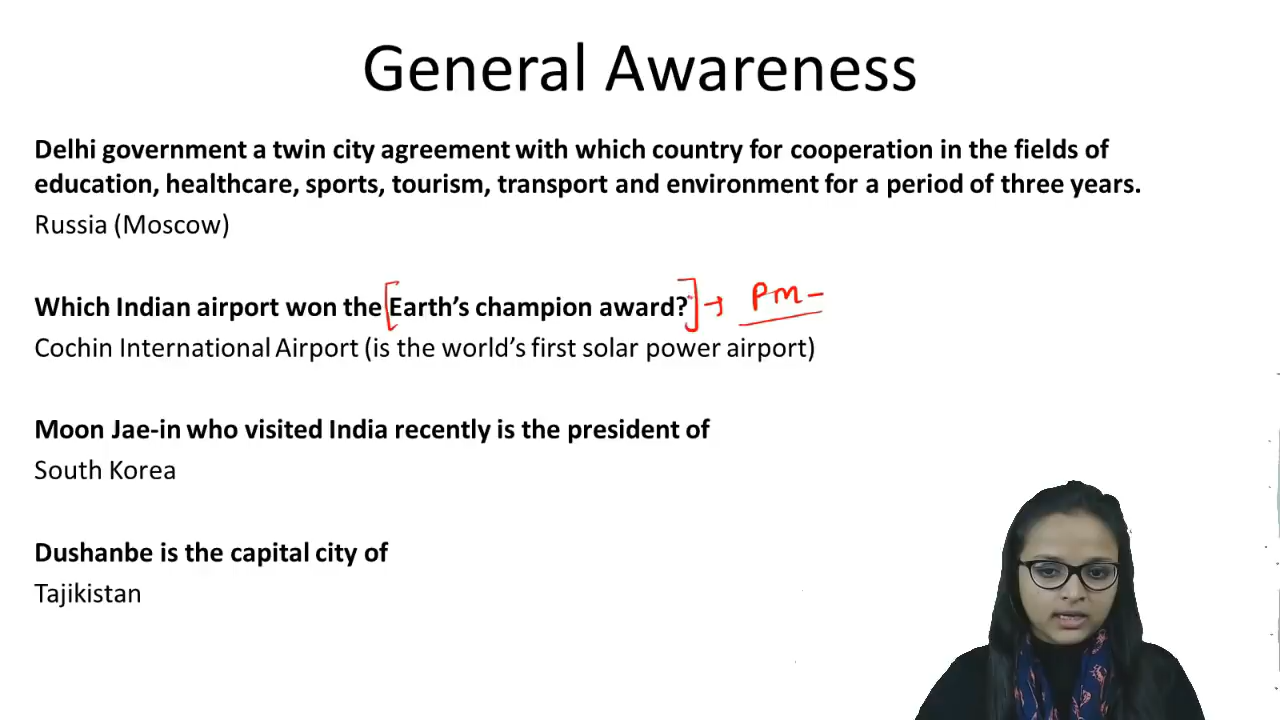 General Awareness
Delhi government a twin city agreement with which country for cooperation in the fields of
education, healthcare, sports, tourism, transport and environment for a period of three years.
Russia (Moscow)
Which Indian airport won the [Earth’s champion award?] → PM –
Cochin International Airport (is the world’s first solar power airport)
Moon Jae-in who visited India recently is the president of
South Korea
Dushanbe is the capital city of
Tajikistan